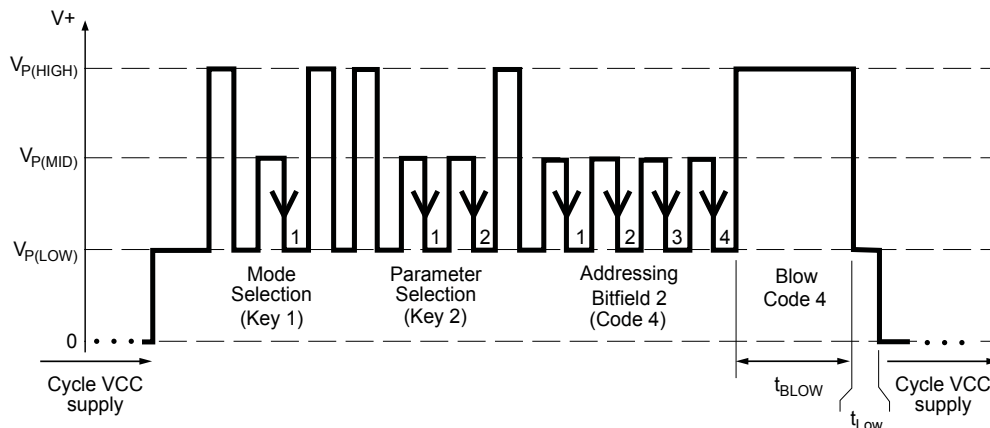 V+
VP(HIGH)
VP(MID)
VP(LOW)
0
1
1
2
1
2
3
4
Mode
Selection
(Key 1)
Parameter
Selection
(Key 2)
Addressing
Bitfield 2
(Code 4)
Blow
Code 4
Cycle VCC
supply
tBLOW
tLow
Cycle VCC
supply